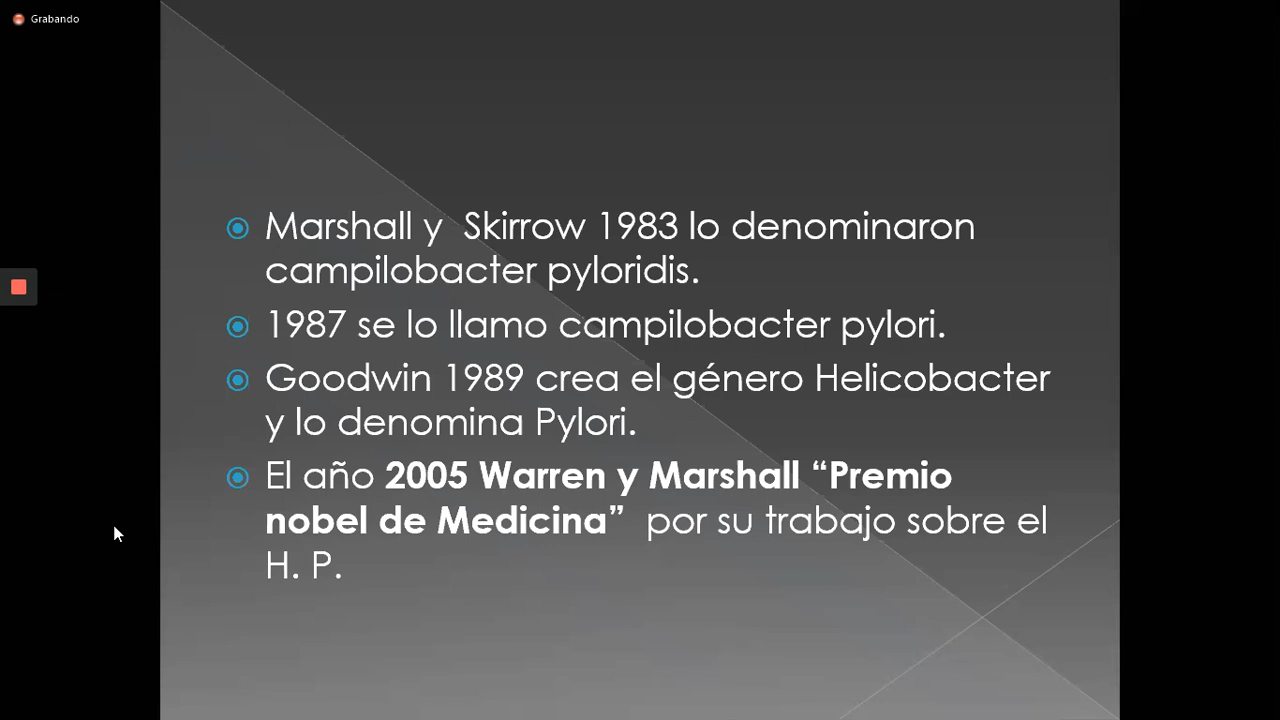 Grabando
Marshall y Skirrow 1983 lo denominaron
campilobacter pyloridis.
1987 se lo llamo campilobacter pylori.
Goodwin 1989 crea el género Helicobacter
y lo denomina Pylori.
El año 2005 Warren y Marshall “Premio
nobel de Medicina” por su trabajo sobre el
H. P.